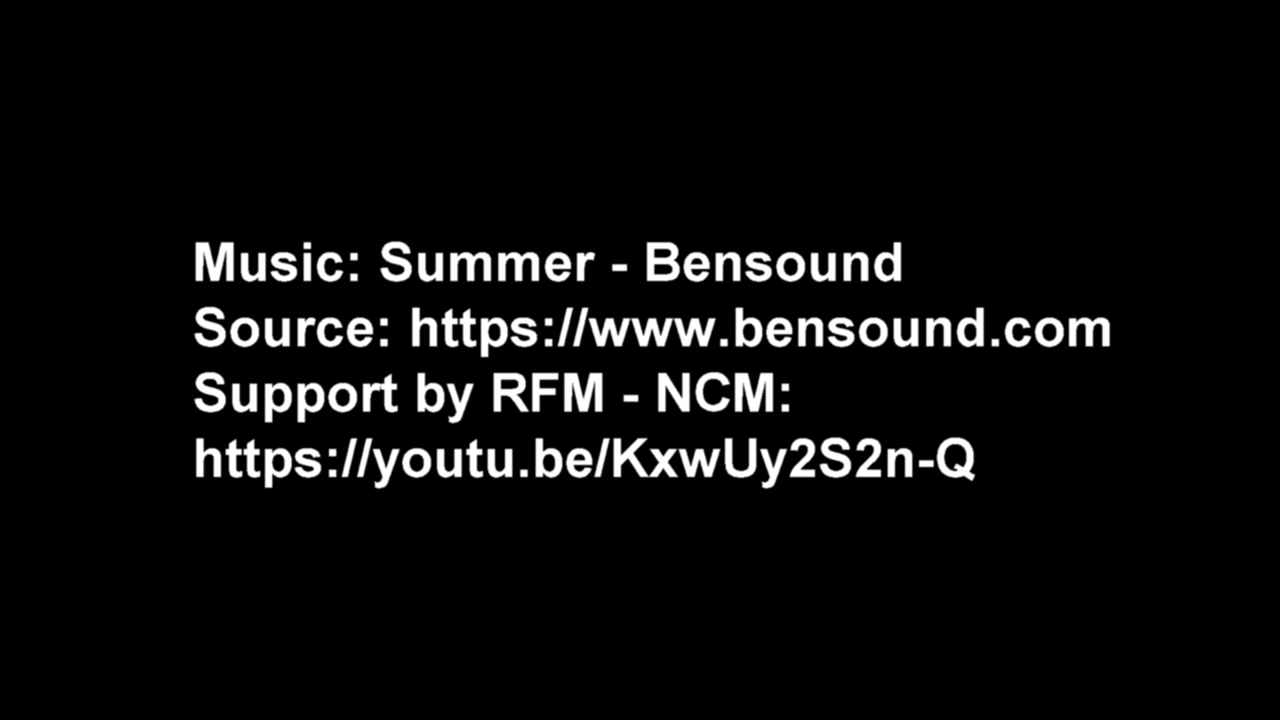 Music: Summer - Bensound
Source: https://www.bensound.com
Support by RFM - NCM:
https://youtu.be/KxwUy2S2n-Q